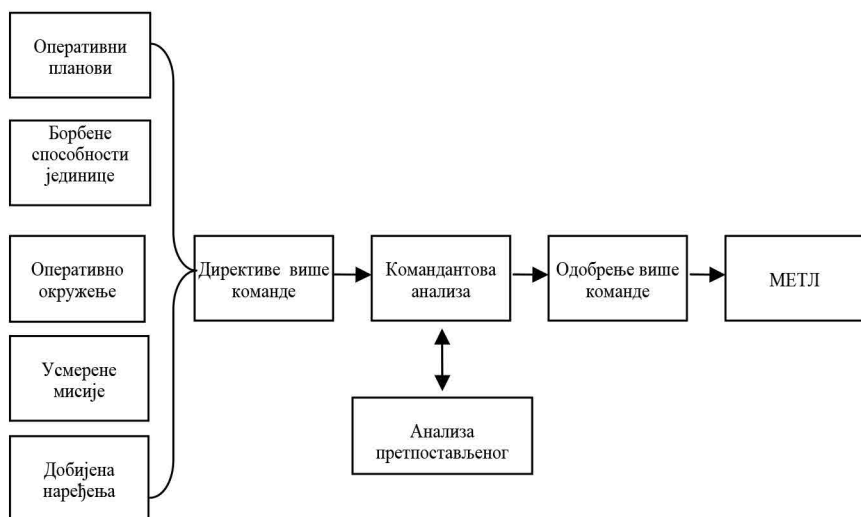 Оперативни
планови
Борбене
способности
јединице
Оперативно
окружење
Усмерене
мисије
Добијена
наређења
Директиве више
команде
Командантова
анализа
Одобрење више
команде
МЕТЛ
Анализа
претпостављеног